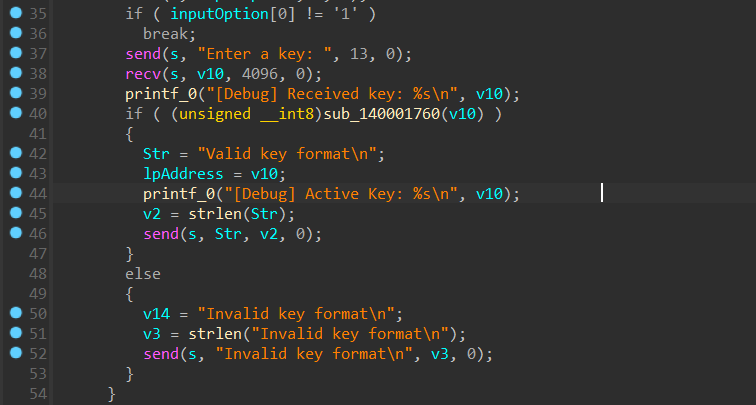 35 if ( inputOption[0] != '1' )
36 break;
37 send(s, "Enter a key: ", 13, 0);
38 recv(s, v10, 4096, 0);
39 printf_0("[Debug] Received key: %s\n", v10);
40 if ( (unsigned __int8)sub_140001760(v10) )
41 {
42 Str = "Valid key format\n";
43 lpAddress = v10;
44 printf_0("[Debug] Active Key: %s\n", v10);
45 v2 = strlen(Str);
46 send(s, Str, v2, 0);
47 }
48 else
49 {
50 v14 = "Invalid key format\n";
51 v3 = strlen("Invalid key format\n");
52 send(s, "Invalid key format\n", v3, 0);
53 }
54 }